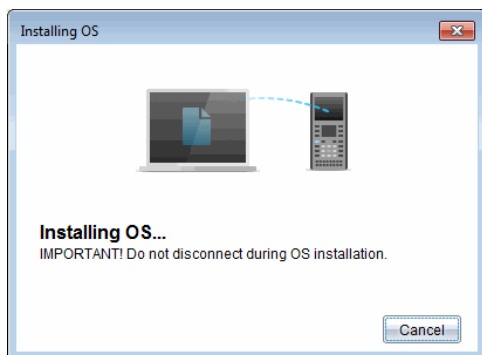 Installing OS
Installing OS...
IMPORTANT! Do not disconnect during OS installation.
Cancel